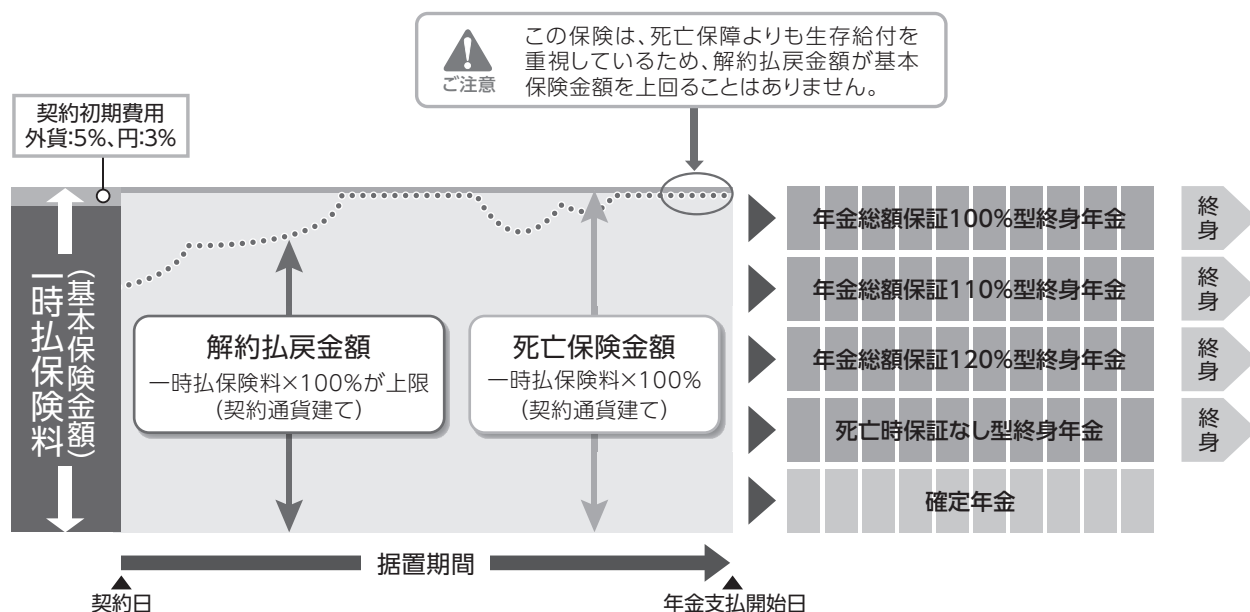 この保険は、死亡保障よりも生存給付を
重視しているため、解約払戻金額が基本
保険金額を上回ることはありません。
ご注意
契約初期費用
外貨:5%、円:3%
一時払保険料
(基本保険金額)
解約払戻金額
一時払保険料×100%が上限
(契約通貨建て)
死亡保険金額
一時払保険料×100%
(契約通貨建て)
年金総額保証100%型終身年金
終身
年金総額保証110%型終身年金
終身
年金総額保証120%型終身年金
終身
死亡時保証なし型終身年金
終身
確定年金
据置期間
契約日
年金支払開始日